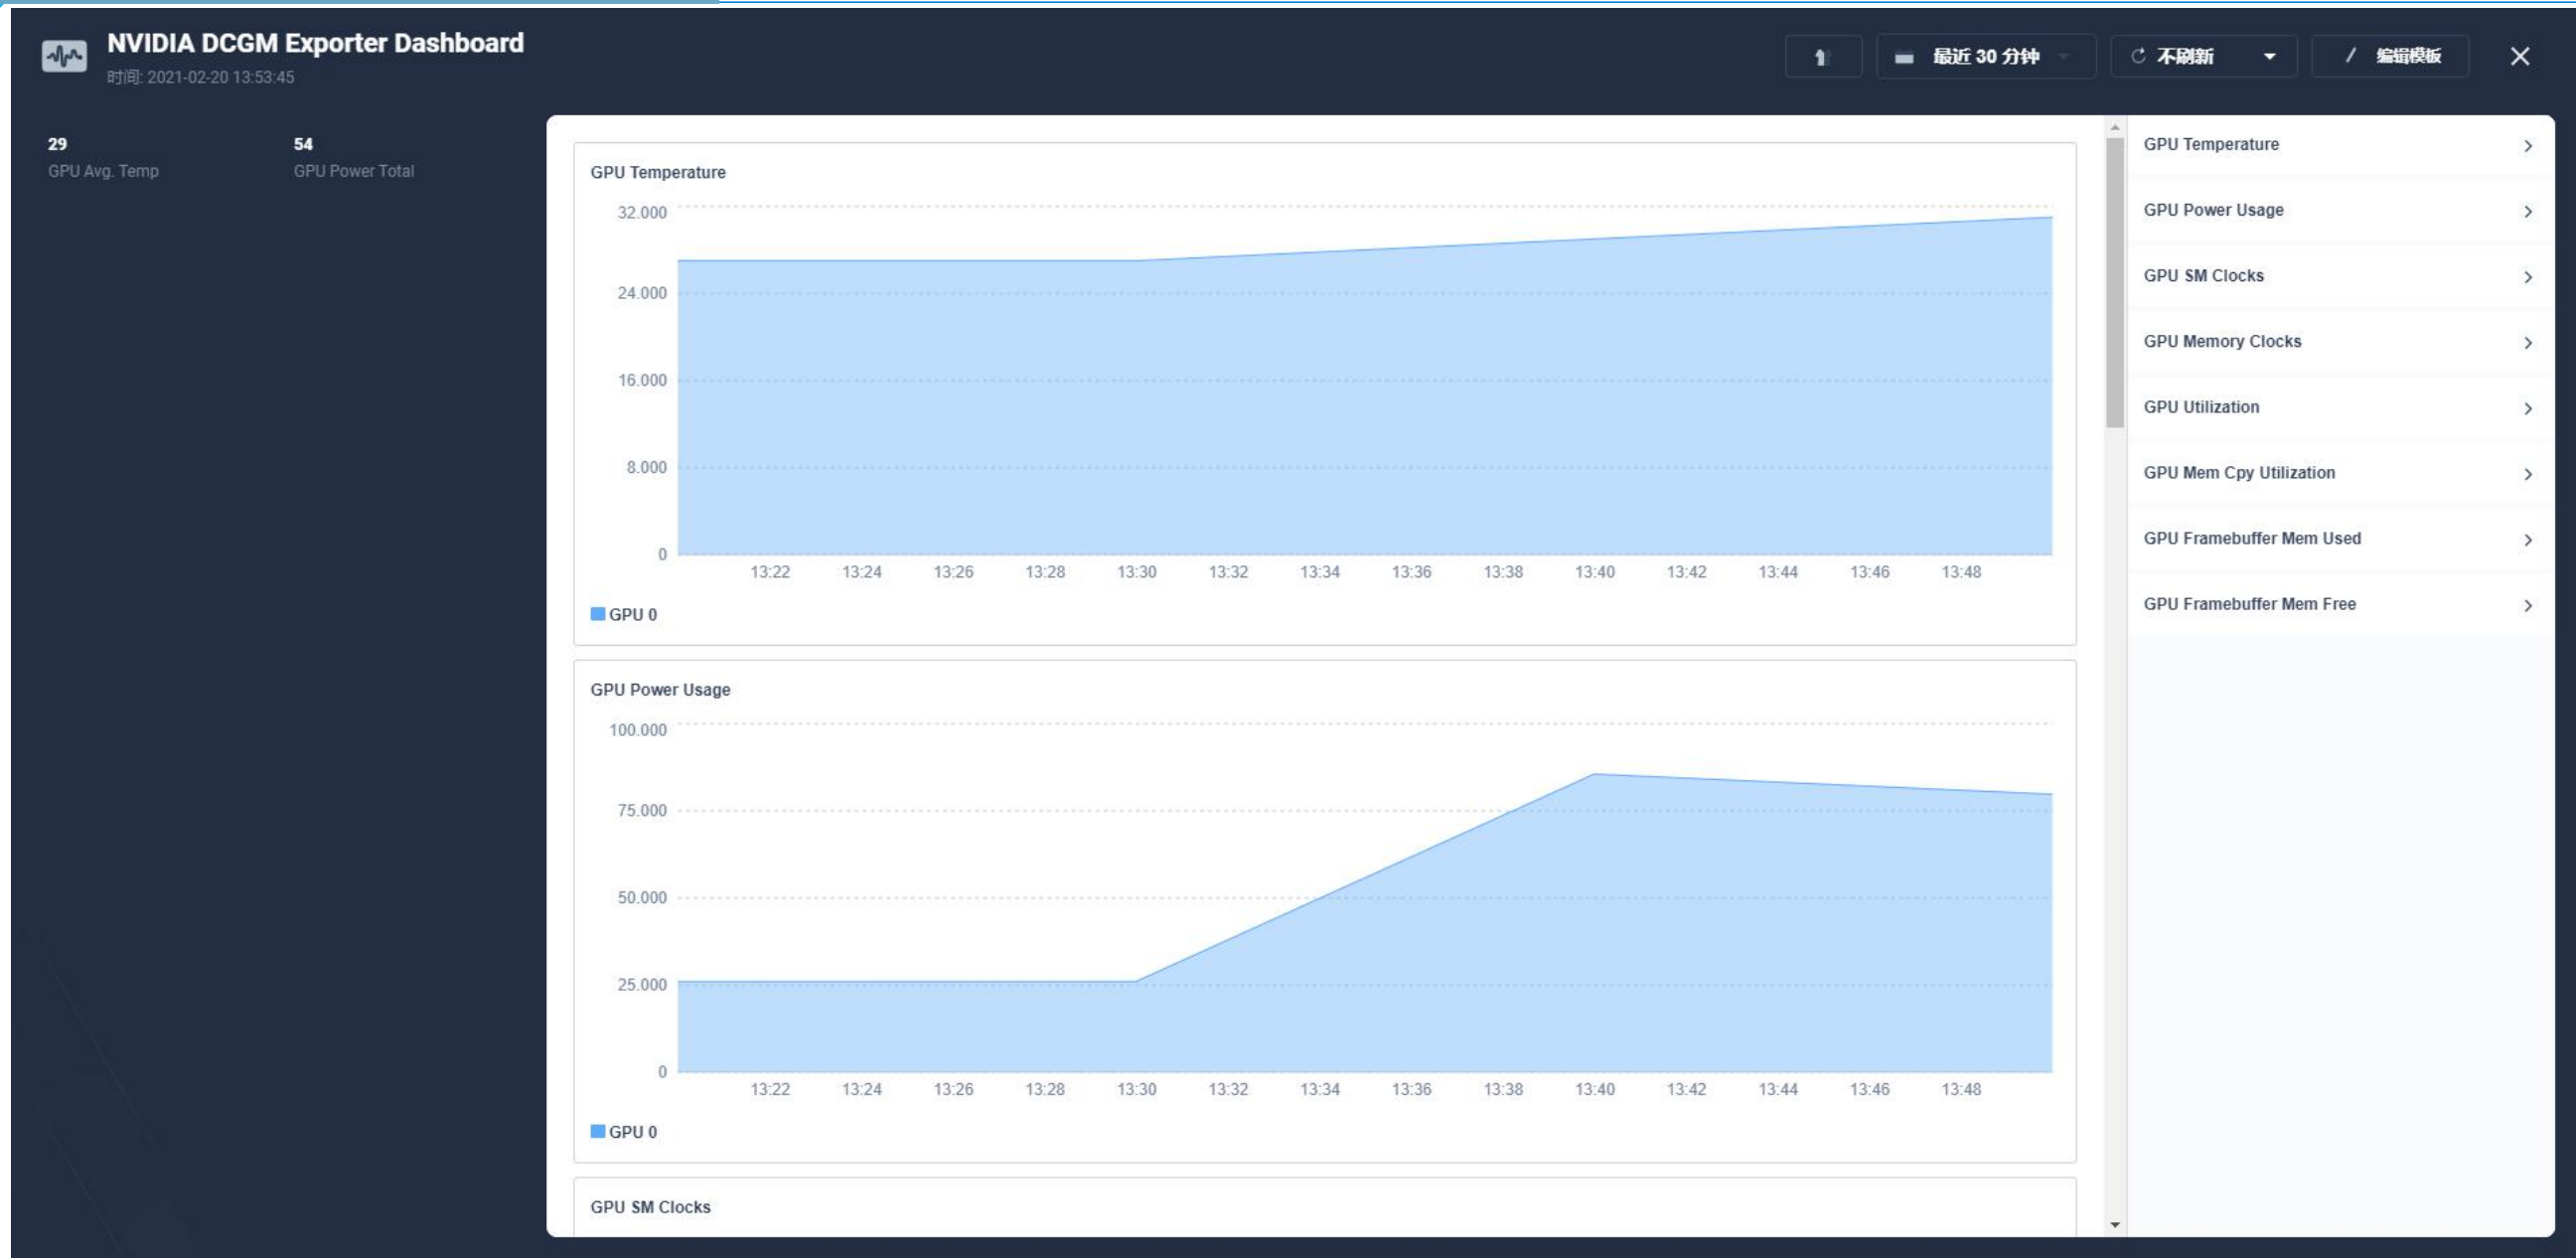 NVIDIA DCGM Exporter Dashboard
时间: 2021-02-20 13:53:45
最近 30 分钟
不刷新
编辑模板
29
GPU Avg. Temp
54
GPU Power Total
GPU Temperature
32.000
24.000
16.000
8.000
0
13:22 13:24 13:26 13:28 13:30 13:32 13:34 13:36 13:38 13:40 13:42 13:44 13:46 13:48
GPU 0
GPU Power Usage
100.000
75.000
50.000
25.000
0
13:22 13:24 13:26 13:28 13:30 13:32 13:34 13:36 13:38 13:40 13:42 13:44 13:46 13:48
GPU 0
GPU SM Clocks
GPU Temperature
GPU Power Usage
GPU SM Clocks
GPU Memory Clocks
GPU Utilization
GPU Mem Cpy Utilization
GPU Framebuffer Mem Used
GPU Framebuffer Mem Free